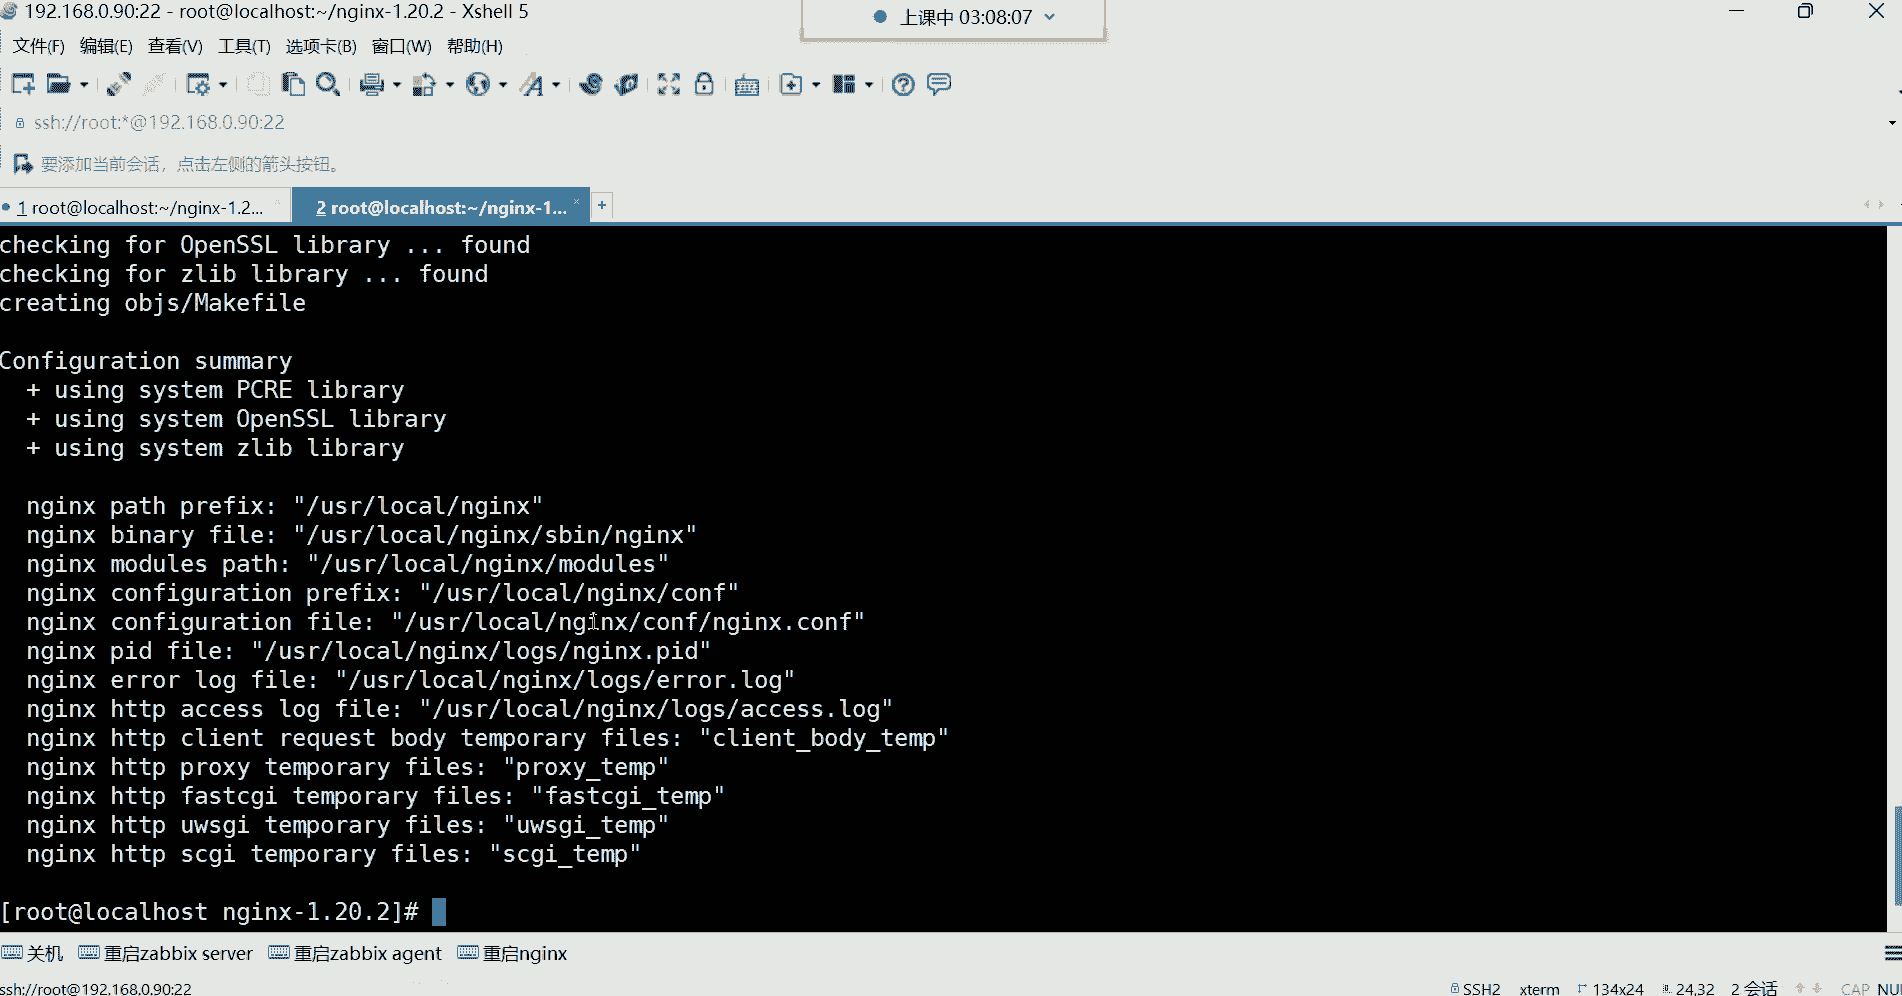 192.168.0.90:22 - root@localhost:~/nginx-1.20.2 - Xshell 5
上课中 03:08:07
文件(F) 编辑(E) 查看(V) 工具(T) 选项卡(B) 窗口(W) 帮助(H)
ssh://root:*@192.168.0.90:22
要添加当前会话，点击左侧的箭头按钮。
1 root@localhost:~/nginx-1.2... 2 root@localhost:~/nginx-1...
checking for OpenSSL library ... found
checking for zlib library ... found
creating objs/Makefile
Configuration summary
+ using system PCRE library
+ using system OpenSSL library
+ using system zlib library
nginx path prefix: "/usr/local/nginx"
nginx binary file: "/usr/local/nginx/sbin/nginx"
nginx modules path: "/usr/local/nginx/modules"
nginx configuration prefix: "/usr/local/nginx/conf"
nginx configuration file: "/usr/local/nginx/conf/nginx.conf"
nginx pid file: "/usr/local/nginx/logs/nginx.pid"
nginx error log file: "/usr/local/nginx/logs/error.log"
nginx http access log file: "/usr/local/nginx/logs/access.log"
nginx http client request body temporary files: "client_body_temp"
nginx http proxy temporary files: "proxy_temp"
nginx http fastcgi temporary files: "fastcgi_temp"
nginx http uwsgi temporary files: "uwsgi_temp"
nginx http scgi temporary files: "scgi_temp"
[root@localhost nginx-1.20.2]#
关机 重启zabbix server 重启zabbix agent 重启nginx
ssh://root@192.168.0.90:22 SSH2 xterm 134x24 24,32 2 会话 CAP NU